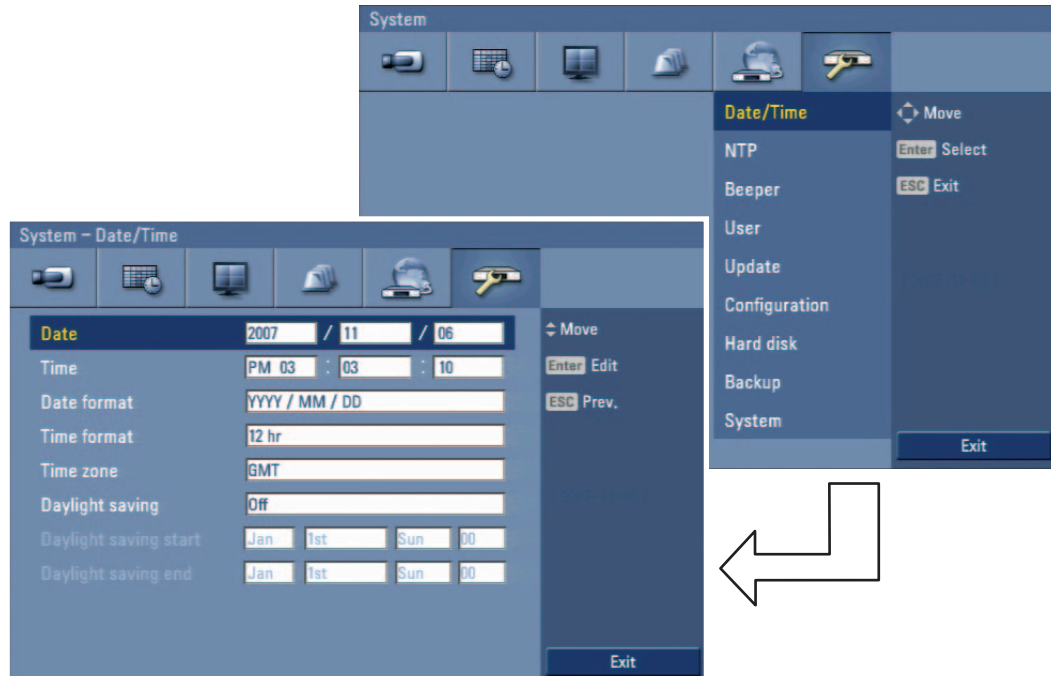 System
Date/Time
NTP
Beeper
User
Update
Configuration
Hard disk
Backup
System
Move
Enter Select
ESC Exit
Exit
System – Date/Time
Date 2007 / 11 / 06
Time PM 03 : 03 : 10
Date format YYYY / MM / DD
Time format 12 hr
Time zone GMT
Daylight saving Off
Daylight saving start Jan 1st Sun 00
Daylight saving end Jan 1st Sun 00
Move
Enter Edit
ESC Prev.
Exit